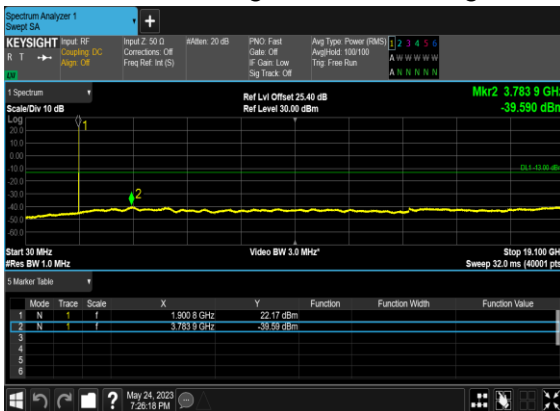 Spectrum Analyzer 1
Swept SA
KEYSIGHT
R T
LV
Input: RF
Coupling: DC
Align: Off
Input Z: 50 Ω
Corrections: Off
Freq Ref: Int (S)
#Atten: 20 dB
PNO: Fast
Gate: Off
IF Gain: Low
Sig Track: Off
Avg Type: Power (RMS)
Avg|Hold: 100/100
Trig: Free Run
1 2 3 4 5 6
A W W W W W
A N N N N N
1 Spectrum
Scale/Div 10 dB
Ref Lvl Offset 25.40 dB
Ref Level 30.00 dBm
Mkr2 3.783 9 GHz
-39.590 dBm
Log
20.0
10.0
0.00
-10.0
-20.0
-30.0
-40.0
-50.0
-60.0
1
2
DL1 -13.00 dBm
Start 30 MHz
#Res BW 1.0 MHz
Video BW 3.0 MHz*
Stop 19.100 GH
Sweep 32.0 ms (40001 pts
5 Marker Table
Mode Trace Scale X Y Function Function Width Function Value
1 N 1 f 1.900 8 GHz 22.17 dBm
2 N 1 f 3.783 9 GHz -39.59 dBm
3
4
5
6
?
May 24, 2023
7:26:18 PM